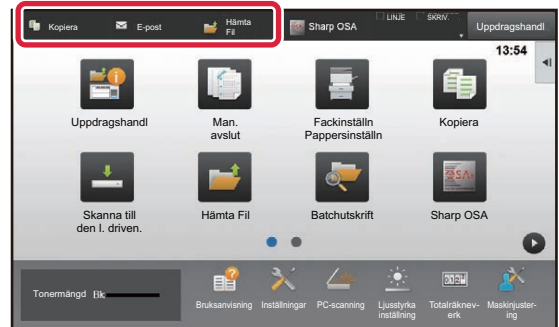 Kopiera E-post Hämta Fil Sharp OSA LINJE SKRIV. Uppdragshandl
13:54
Uppdragshandl Man. avslut Fackinställn Pappersinställn Kopiera
Skanna till den l. driven. Hämta Fil Batchutskrift Sharp OSA
Tonermängd Bk
Bruksanvisning Inställningar PC-scanning Ljusstyrka inställning Totalräknev-erk Maskinjuster-ing